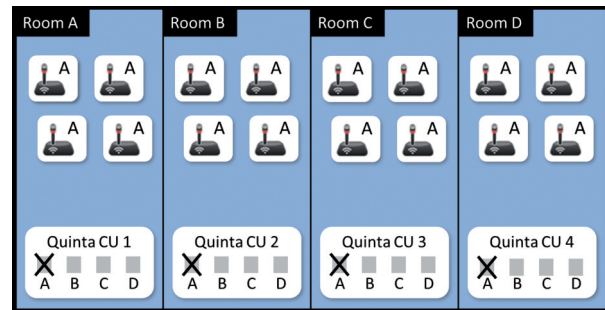 Room A
A A
A A
Quinta CU 1
A B C D
Room B
A A
A A
Quinta CU 2
A B C D
Room C
A A
A A
Quinta CU 3
A B C D
Room D
A A
A A
Quinta CU 4
A B C D